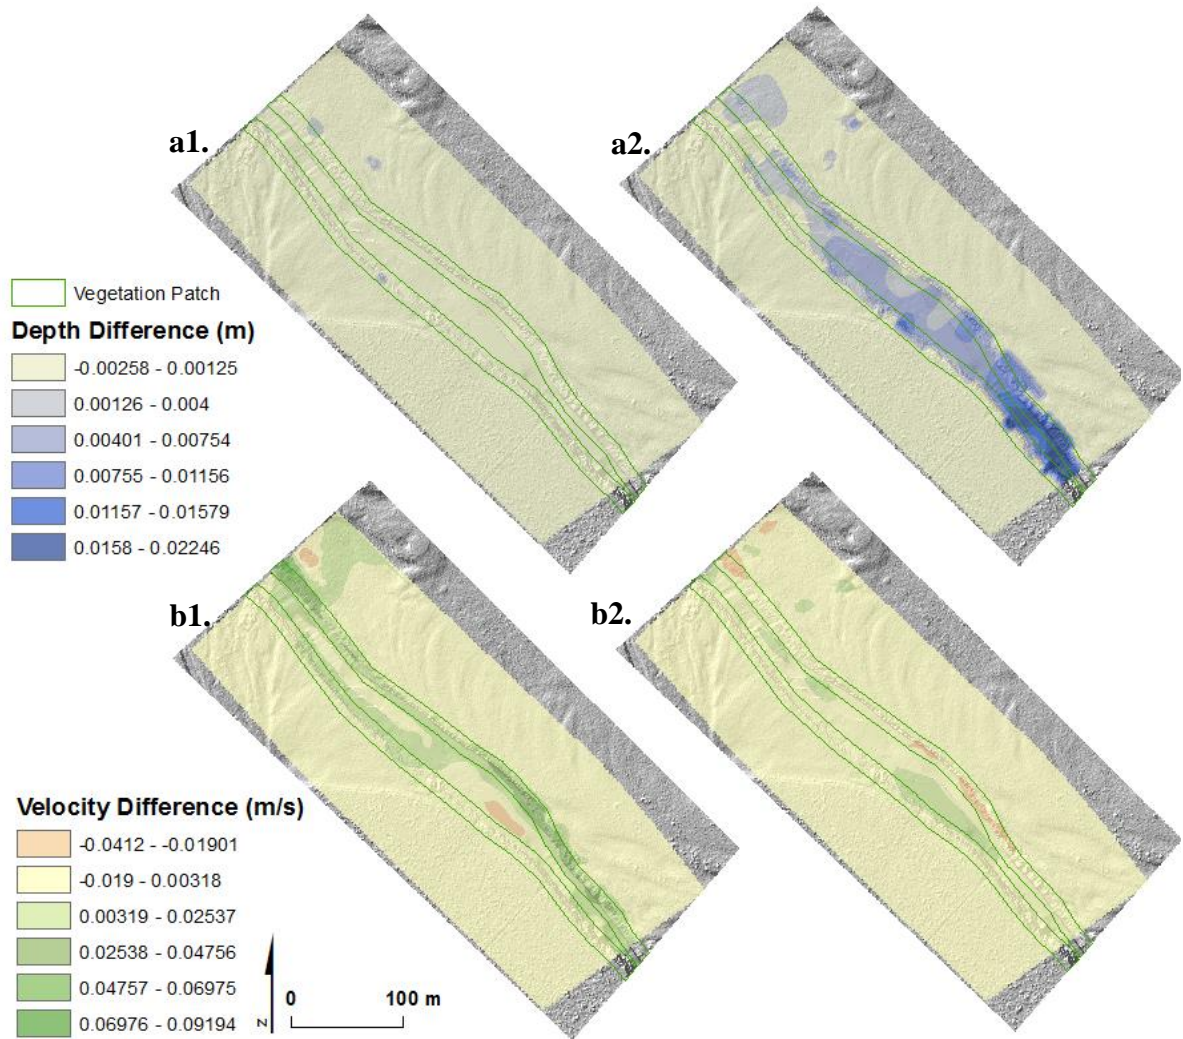 a1.
a2.
Vegetation Patch
Depth Difference (m)
-0.00258 - 0.00125
0.00126 - 0.004
0.00401 - 0.00754
0.00755 - 0.01156
0.01157 - 0.01579
0.0158 - 0.02246
b1.
b2.
Velocity Difference (m/s)
-0.0412 - -0.01901
-0.019 - 0.00318
0.00319 - 0.02537
0.02538 - 0.04756
0.04757 - 0.06975
0.06976 - 0.09194
N
0 100 m